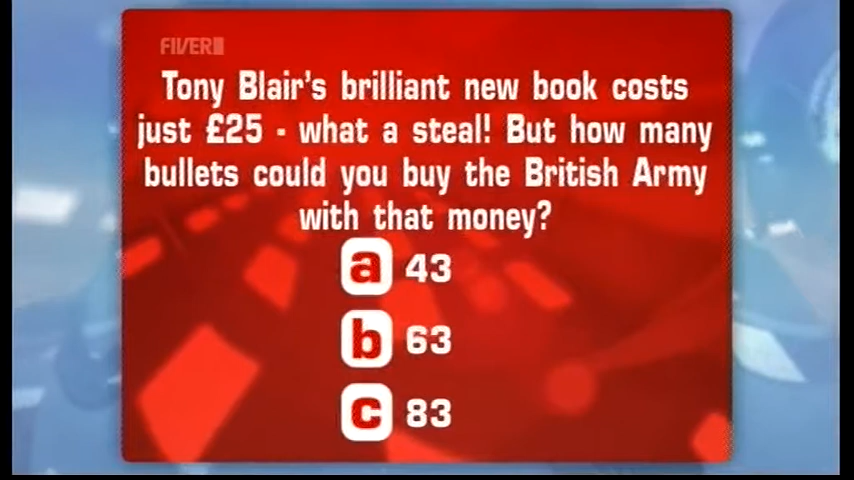 FIVER
Tony Blair's brilliant new book costs
just £25 - what a steal! But how many
bullets could you buy the British Army
with that money?
a 43
b 63
c 83